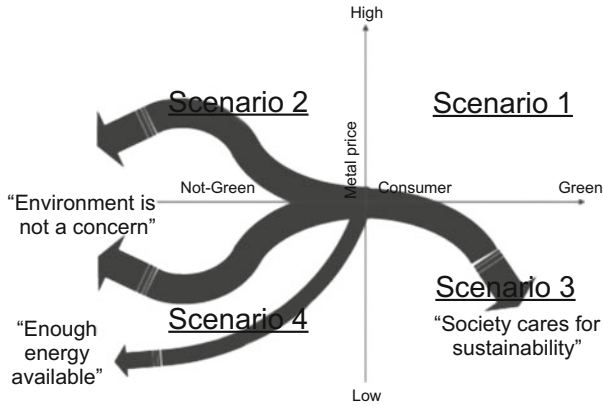 High
Scenario 2
Scenario 1
Metal price
Not-Green
Consumer
Green
“Environment is
not a concern”
Scenario 3
Scenario 4
“Society cares for
sustainability”
“Enough
energy
available”
Low